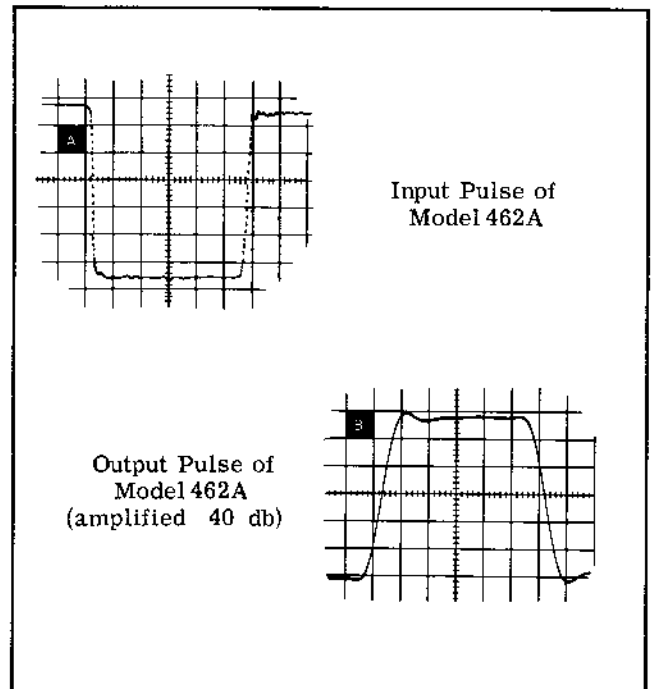 A
Input Pulse of
Model 462A
B
Output Pulse of
Model 462A
(amplified 40 db)